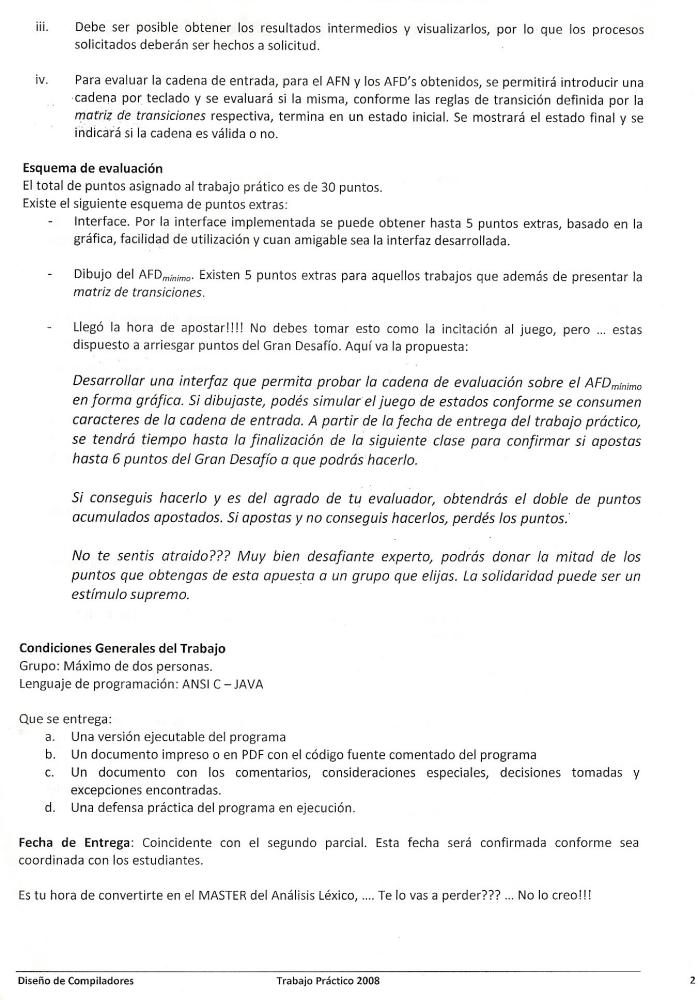 iii. Debe ser posible obtener los resultados intermedios y visualizarlos, por lo que los procesos
solicitados deberán ser hechos a solicitud.
iv. Para evaluar la cadena de entrada, para el AFN y los AFD's obtenidos, se permitirá introducir una
cadena por teclado y se evaluará si la misma, conforme las reglas de transición definida por la
matriz de transiciones respectiva, termina en un estado inicial. Se mostrará el estado final y se
indicará si la cadena es válida o no.
Esquema de evaluación
El total de puntos asignado al trabajo prático es de 30 puntos.
Existe el siguiente esquema de puntos extras:
- Interface. Por la interface implementada se puede obtener hasta 5 puntos extras, basado en la
gráfica, facilidad de utilización y cuan amigable sea la interfaz desarrollada.
- Dibujo del AFDmínimo. Existen 5 puntos extras para aquellos trabajos que además de presentar la
matriz de transiciones.
- Llegó la hora de apostar!!!! No debes tomar esto como la incitación al juego, pero ... estas
dispuesto a arriesgar puntos del Gran Desafío. Aquí va la propuesta:
Desarrollar una interfaz que permita probar la cadena de evaluación sobre el AFDmínimo
en forma gráfica. Si dibujaste, podés simular el juego de estados conforme se consumen
caracteres de la cadena de entrada. A partir de la fecha de entrega del trabajo práctico,
se tendrá tiempo hasta la finalización de la siguiente clase para confirmar si apostas
hasta 6 puntos del Gran Desafío a que podrás hacerlo.
Si conseguis hacerlo y es del agrado de tu evaluador, obtendrás el doble de puntos
acumulados apostados. Si apostas y no conseguis hacerlos, perdés los puntos.
No te sentis atraido??? Muy bien desafiante experto, podrás donar la mitad de los
puntos que obtengas de esta apuesta a un grupo que elijas. La solidaridad puede ser un
estímulo supremo.
Condiciones Generales del Trabajo
Grupo: Máximo de dos personas.
Lenguaje de programación: ANSI C – JAVA
Que se entrega:
a. Una versión ejecutable del programa
b. Un documento impreso o en PDF con el código fuente comentado del programa
c. Un documento con los comentarios, consideraciones especiales, decisiones tomadas y
excepciones encontradas.
d. Una defensa práctica del programa en ejecución.
Fecha de Entrega: Coincidente con el segundo parcial. Esta fecha será confirmada conforme sea
coordinada con los estudiantes.
Es tu hora de convertirte en el MASTER del Análisis Léxico, .... Te lo vas a perder??? ... No lo creo!!!
Diseño de Compiladores Trabajo Práctico 2008 2